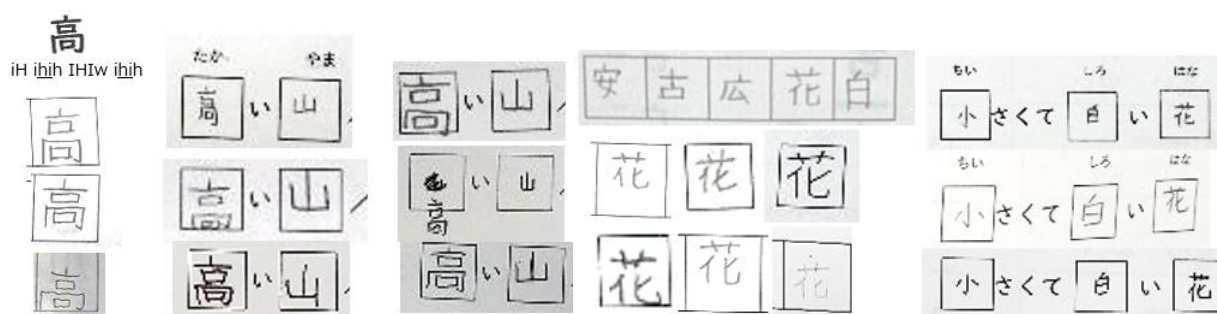 高
iH ihih IHIw ihih
高
高
高
たか やま
高い山
高い山
高い山
高い山
高い山
高
高い山
安古広花白
花花花
花花花
ちい しろ はな
小さくて白い花
ちい しろ はな
小さくて白い花
小さくて白い花